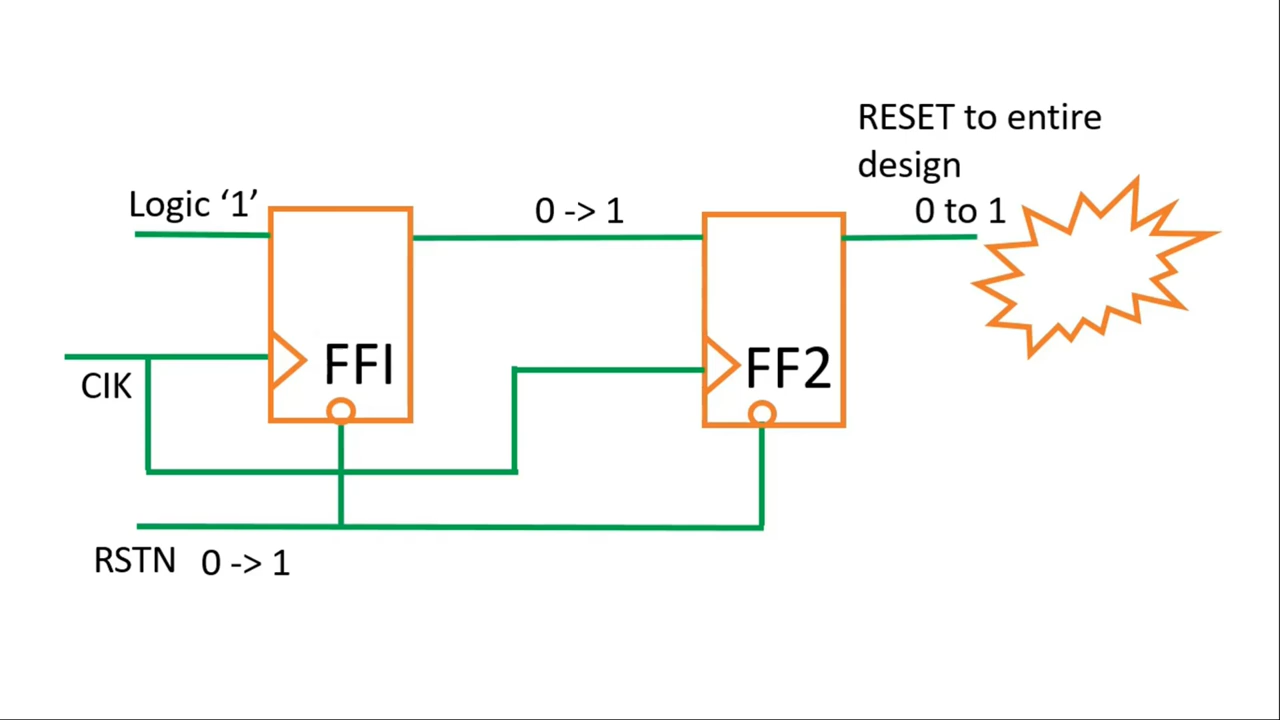 RESET to entire
design
Logic ‘1’
0 -> 1
0 to 1
FFI
FF2
CIK
RSTN 0 -> 1